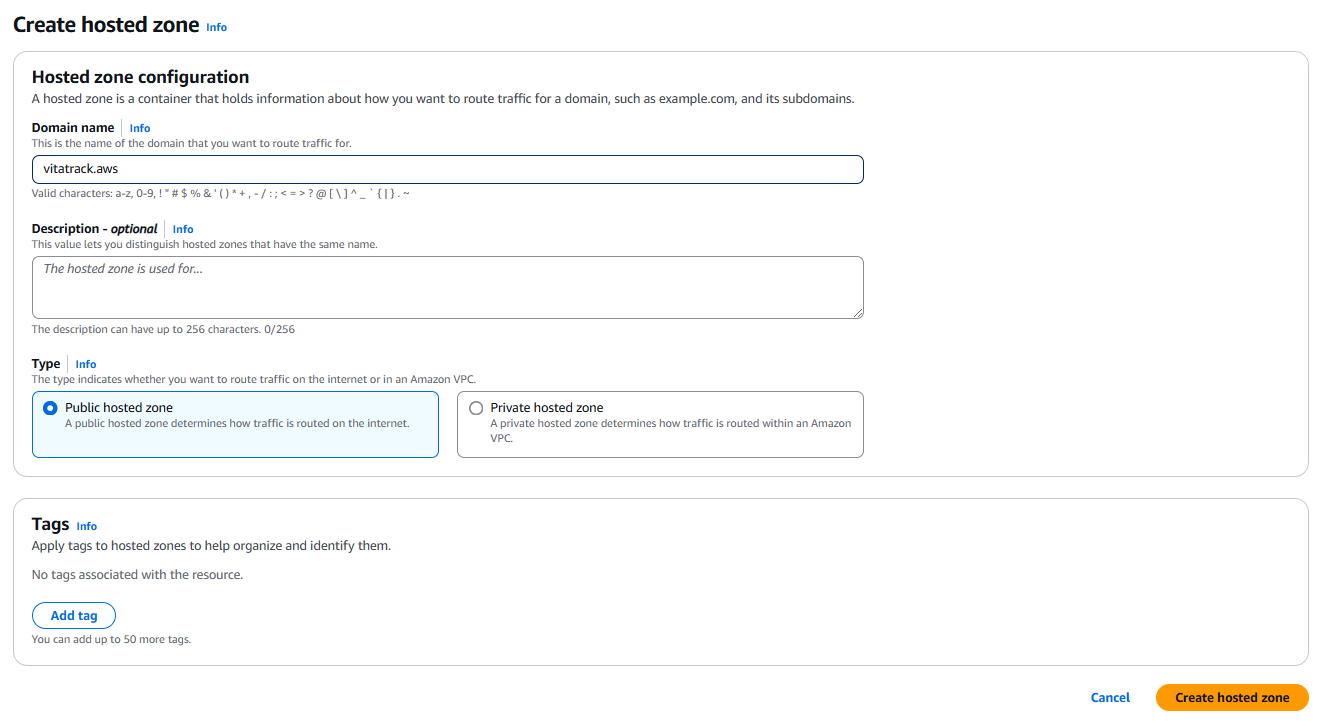 Create hosted zone Info
Hosted zone configuration
A hosted zone is a container that holds information about how you want to route traffic for a domain, such as example.com, and its subdomains.
Domain name Info
This is the name of the domain that you want to route traffic for.
vitatrack.aws
Valid characters: a-z, 0-9, ! " # $ % & ' ( ) * + , - / : ; < = > ? @ [ \ ] ^ _ ` { | } . ~
Description - optional Info
This value lets you distinguish hosted zones that have the same name.
The hosted zone is used for...
The description can have up to 256 characters. 0/256
Type Info
The type indicates whether you want to route traffic on the internet or in an Amazon VPC.
Public hosted zone
A public hosted zone determines how traffic is routed on the internet.
Private hosted zone
A private hosted zone determines how traffic is routed within an Amazon
VPC.
Tags Info
Apply tags to hosted zones to help organize and identify them.
No tags associated with the resource.
Add tag
You can add up to 50 more tags.
Cancel
Create hosted zone